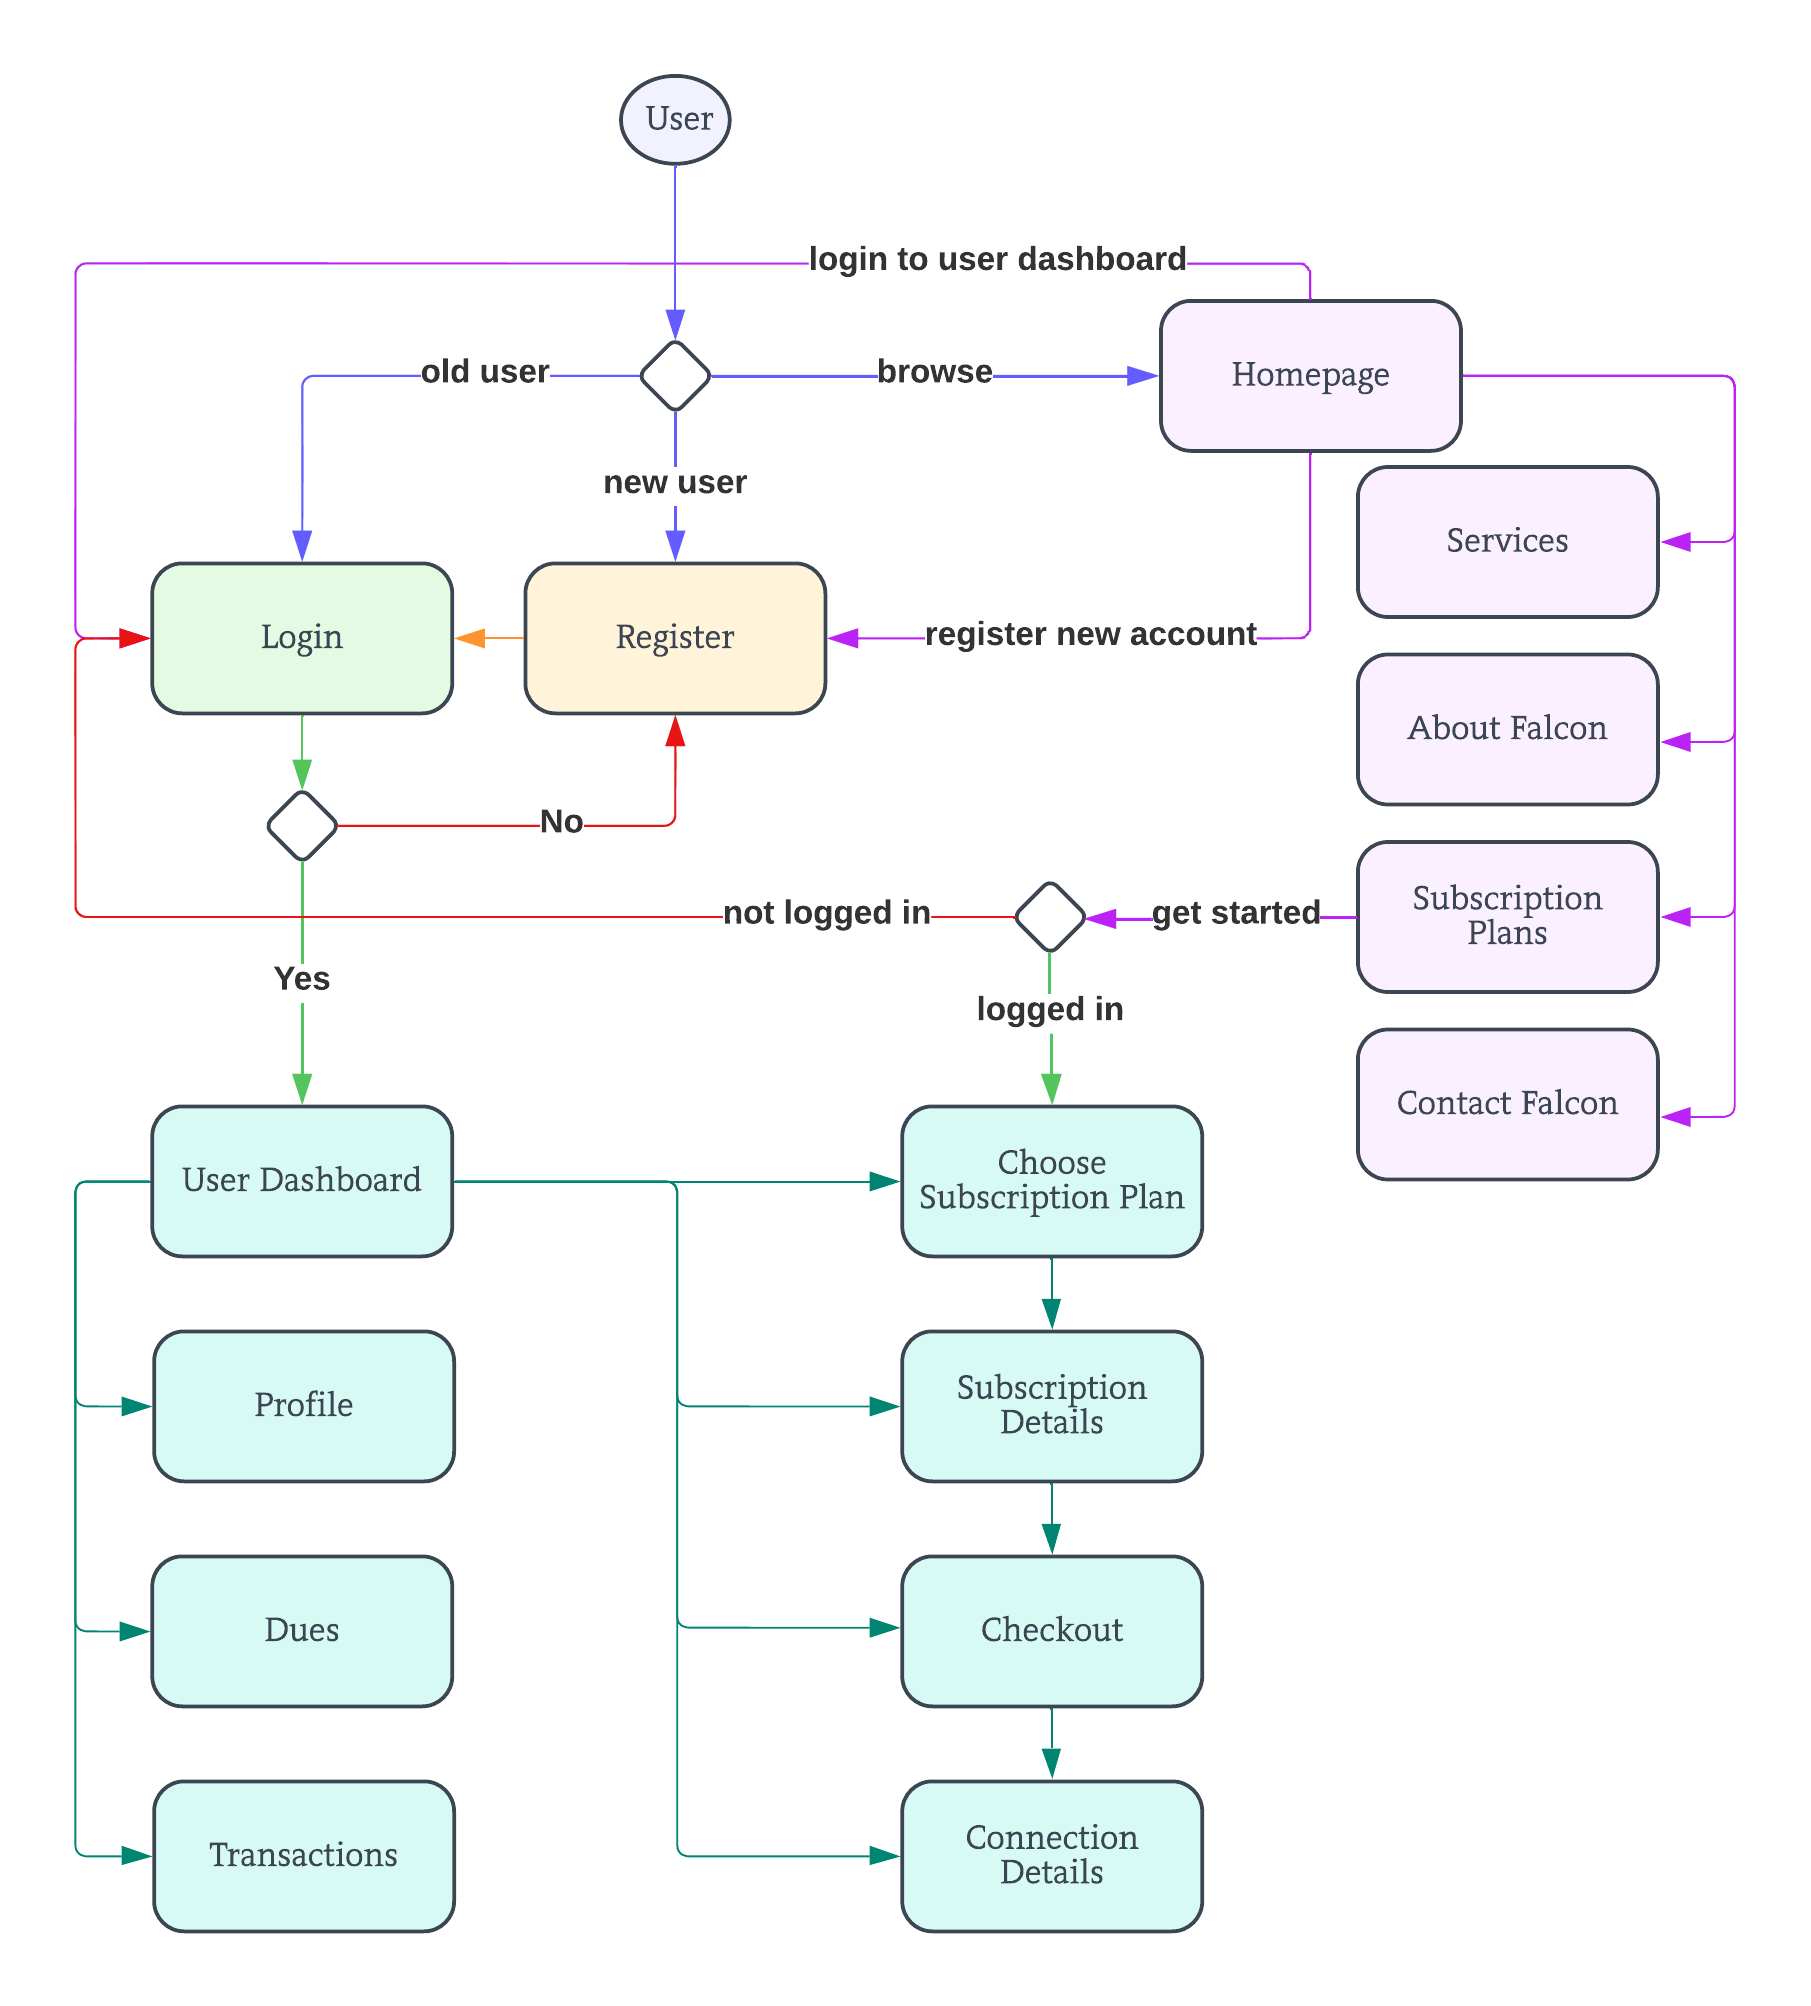 User
login to user dashboard
old user
browse
Homepage
new user
Services
Login
Register
register new account
About Falcon
No
not logged in
get started
Subscription
Plans
Yes
logged in
Contact Falcon
User Dashboard
Choose
Subscription Plan
Profile
Subscription
Details
Dues
Checkout
Transactions
Connection
Details